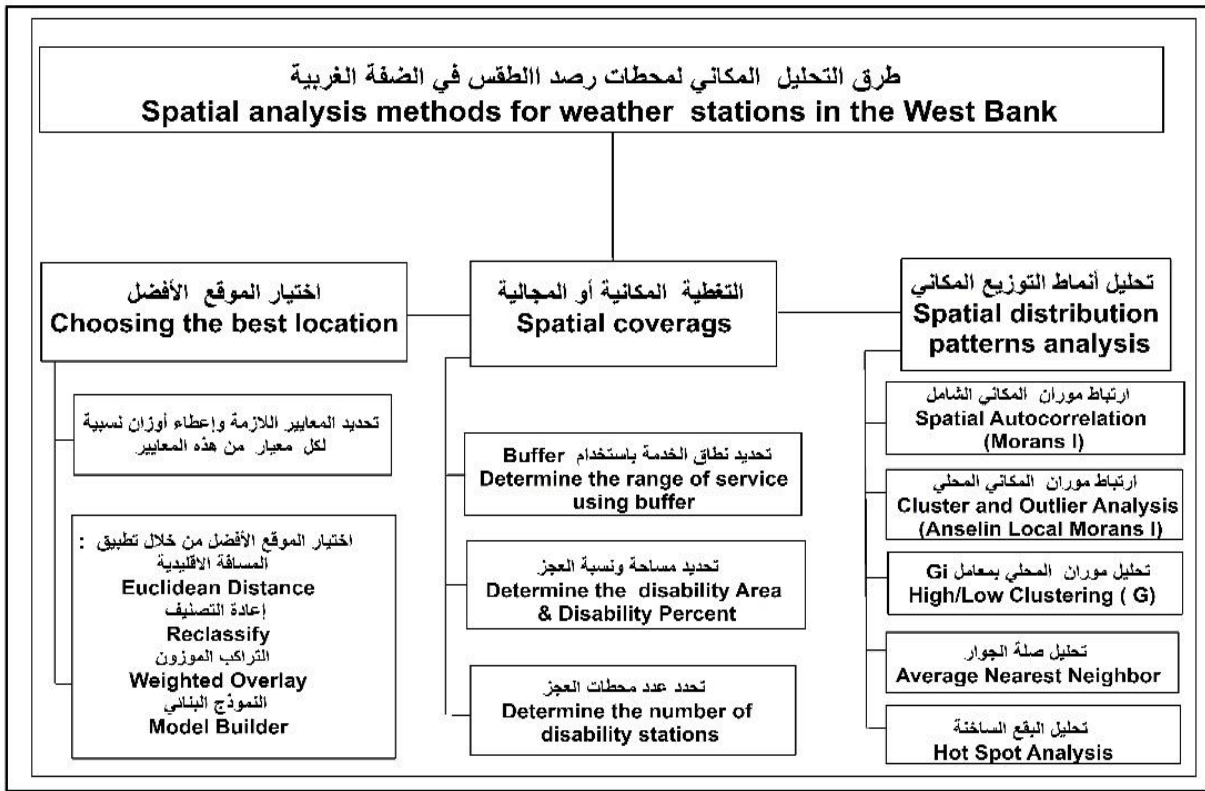 طرق التحليل المكاني لمحطات رصد االطقس في الضفة الغربية
Spatial analysis methods for weather stations in the West Bank
تحليل أنماط التوزيع المكاني
Spatial distribution
patterns analysis
ارتباط موران المكاني الشامل
Spatial Autocorrelation
(Morans I)
ارتباط موران المكاني المحلي
Cluster and Outlier Analysis
(Anselin Local Morans I)
تحليل موران المحلي بمعامل Gi
High/Low Clustering ( G)
تحليل صلة الجوار
Average Nearest Neighbor
تحليل البقع الساخنة
Hot Spot Analysis
التغطية المكانية أو المجالية
Spatial coverags
تحديد نطاق الخدمة باستخدام Buffer
Determine the range of service
using buffer
تحديد مساحة ونسبة العجز
Determine the disability Area
& Disability Percent
تحدد عدد محطات العجز
Determine the number of
disability stations
اختيار الموقع الأفضل
Choosing the best location
تحديد المعايير اللازمة وإعطاء أوزان نسبية
لكل معيار من هذه المعايير
اختيار الموقع الأفضل من خلال تطبيق :
المسافة الاقليدية
Euclidean Distance
إعادة التصنيف
Reclassify
التراكب الموزون
Weighted Overlay
النموذج البنائي
Model Builder